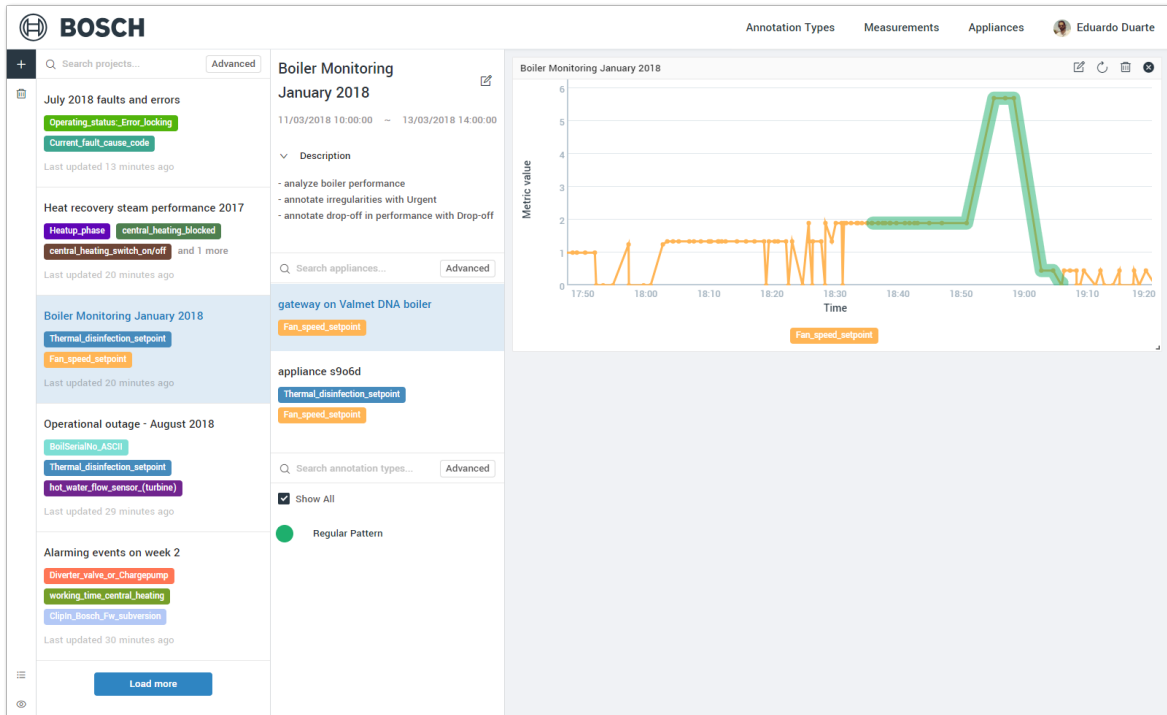 BOSCH
Annotation Types
Measurements
Appliances
Eduardo Duarte
Search projects...
Advanced
July 2018 faults and errors
Operating_status:_Error_locking
Current_fault_cause_code
Last updated 13 minutes ago
Heat recovery steam performance 2017
Heatup_phase
central_heating_blocked
central_heating_switch_on/off
and 1 more
Last updated 20 minutes ago
Boiler Monitoring January 2018
Thermal_disinfection_setpoint
Fan_speed_setpoint
Last updated 20 minutes ago
Operational outage - August 2018
BoilSerialNo_ASCII
Thermal_disinfection_setpoint
hot_water_flow_sensor_(turbine)
Last updated 29 minutes ago
Alarming events on week 2
Diverter_valve_or_Chargepump
working_time_central_heating
ClipIn_Bosch_Fw_subversion
Last updated 30 minutes ago
Load more
Boiler Monitoring
January 2018
11/03/2018 10:00:00 ~ 13/03/2018 14:00:00
Description
- analyze boiler performance
- annotate irregularities with Urgent
- annotate drop-off in performance with Drop-off
Search appliances...
Advanced
gateway on Valmet DNA boiler
Fan_speed_setpoint
appliance s9o6d
Thermal_disinfection_setpoint
Fan_speed_setpoint
Search annotation types...
Advanced
Show All
Regular Pattern
Boiler Monitoring January 2018
Metric value
6
5
4
3
2
1
0
17:50 18:00 18:10 18:20 18:30 18:40 18:50 19:00 19:10 19:20
Time
Fan_speed_setpoint